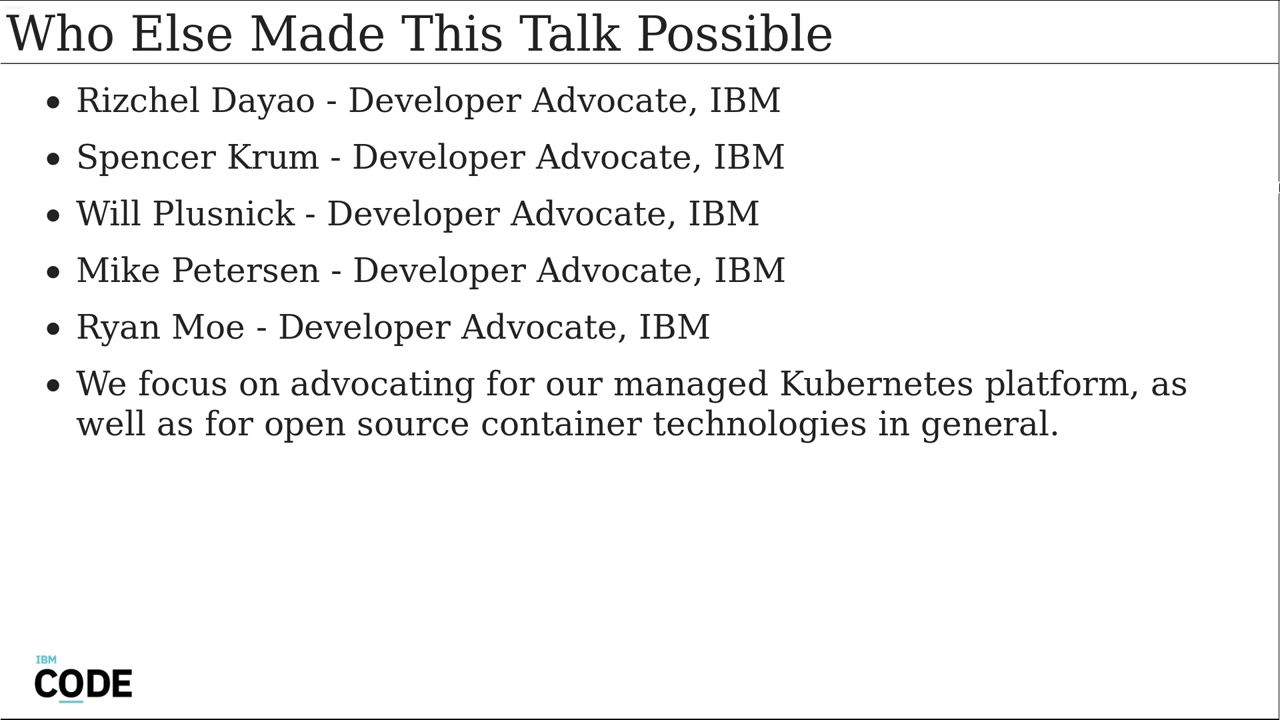 Who Else Made This Talk Possible
• Rizchel Dayao - Developer Advocate, IBM
• Spencer Krum - Developer Advocate, IBM
• Will Plusnick - Developer Advocate, IBM
• Mike Petersen - Developer Advocate, IBM
• Ryan Moe - Developer Advocate, IBM
• We focus on advocating for our managed Kubernetes platform, as
well as for open source container technologies in general.
IBM
CODE